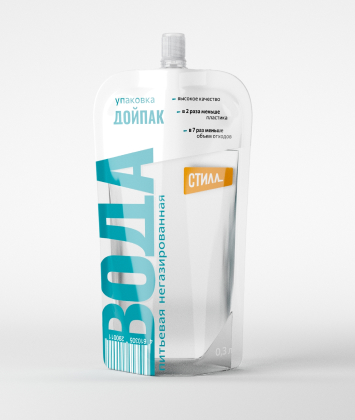 упаковка
ДОЙПАК
высокое качество
в 2 раза меньше
пластика
в 7 раз меньше
объем отходов
СТИЛЛ
ВОДА
питьевая негазированная